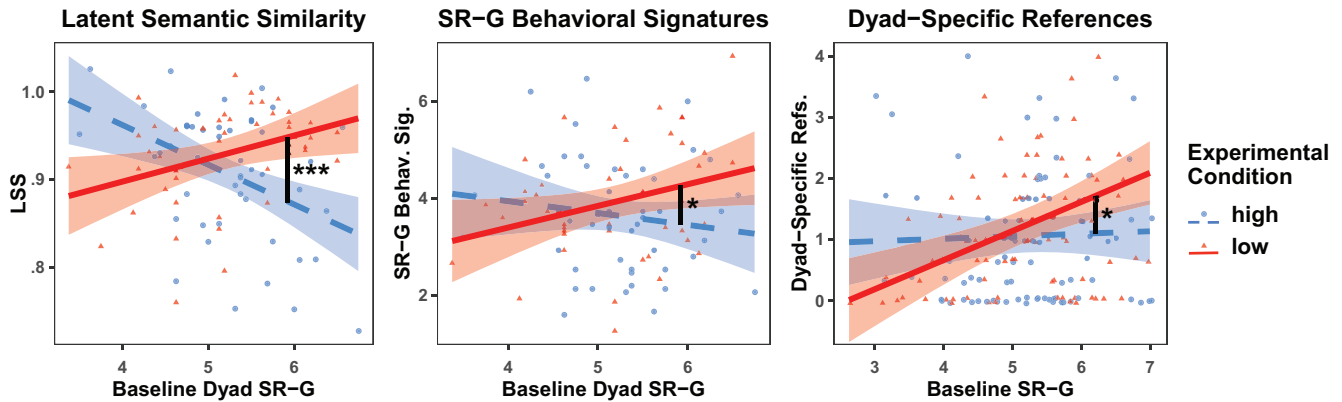 Latent Semantic Similarity
LSS
1.0
.9
.8
***
4
5
6
Baseline Dyad SR−G
SR−G Behavioral Signatures
SR−G Behav. Sig.
6
4
2
*
4
5
6
Baseline Dyad SR−G
Dyad−Specific References
Dyad−Specific Refs.
4
3
2
1
0
*
3
4
5
6
7
Baseline SR−G
Experimental
Condition
high
low